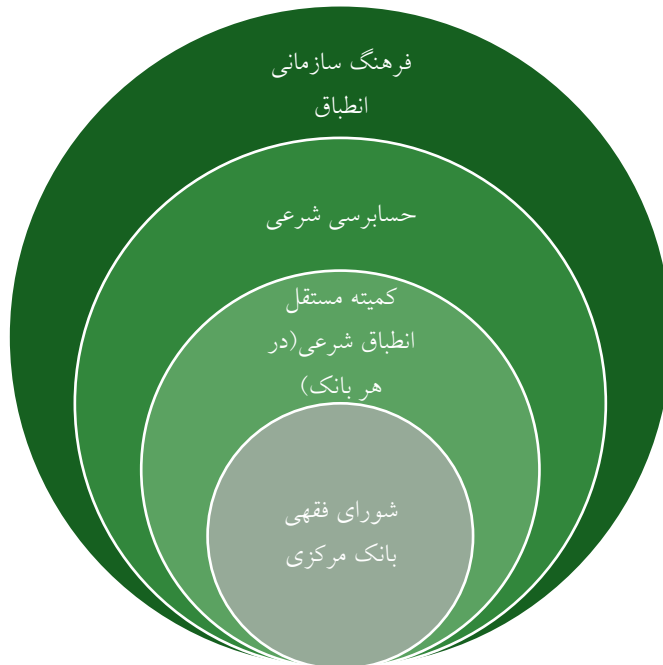 فرهنگ سازمانی
انطباق
حسابرسی شرعی
کمیته مستقل
انطباق شرعی(در
هر بانک)
شورای فقهی
بانک مرکزی